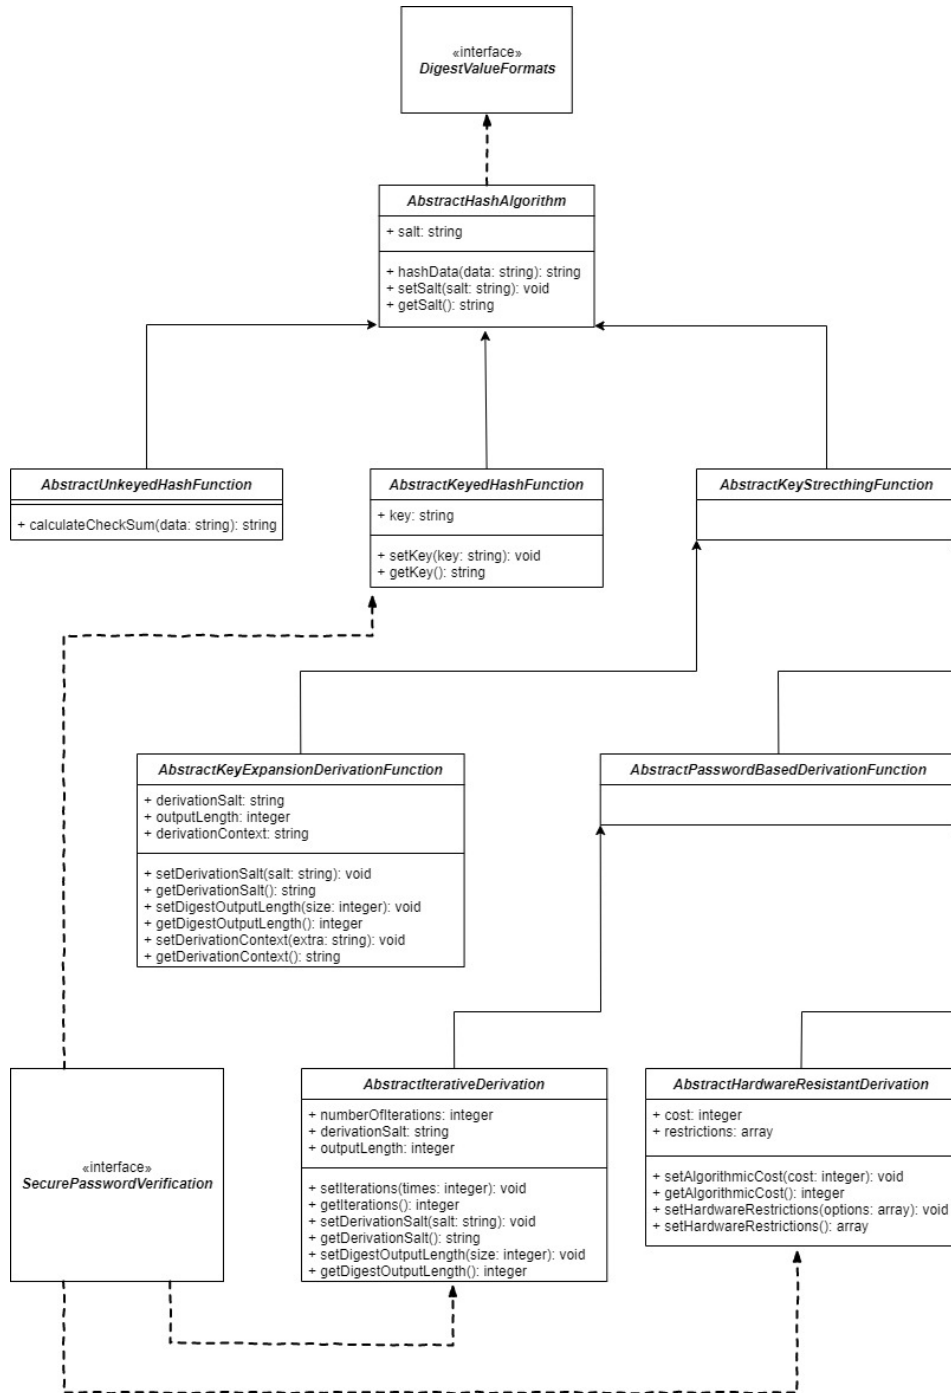 «interface»
DigestValueFormats
AbstractHashAlgorithm
+ salt: string
+ hashData(data: string): string
+ setSalt(salt: string): void
+ getSalt(): string
AbstractUnkeyedHashFunction
+ calculateCheckSum(data: string): string
AbstractKeyedHashFunction
+ key: string
+ setKey(key: string): void
+ getKey(): string
AbstractKeyStrecthingFunction
AbstractKeyExpansionDerivationFunction
+ derivationSalt: string
+ outputLength: integer
+ derivationContext: string
+ setDerivationSalt(salt: string): void
+ getDerivationSalt(): string
+ setDigestOutputLength(size: integer): void
+ getDigestOutputLength(): integer
+ setDerivationContext(extra: string): void
+ getDerivationContext(): string
AbstractPasswordBasedDerivationFunction
«interface»
SecurePasswordVerification
AbstractIterativeDerivation
+ numberOfIterations: integer
+ derivationSalt: string
+ outputLength: integer
+ setIterations(times: integer): void
+ getIterations(): integer
+ setDerivationSalt(salt: string): void
+ getDerivationSalt(): string
+ setDigestOutputLength(size: integer): void
+ getDigestOutputLength(): integer
AbstractHardwareResistantDerivation
+ cost: integer
+ restrictions: array
+ setAlgorithmicCost(cost: integer): void
+ getAlgorithmicCost(): integer
+ setHardwareRestrictions(options: array): void
+ setHardwareRestrictions(): array